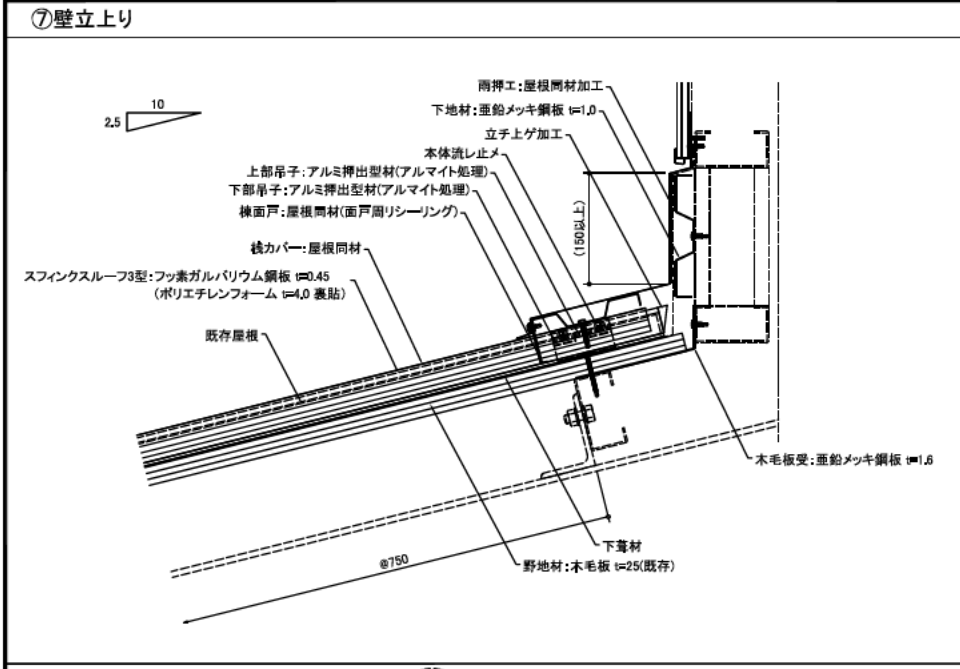 ⑦壁立上り
10
2.5
雨押エ:屋根同材加工
下地材:亜鉛メッキ鋼板 t=1.0
立チ上ゲ加工
本体流レ止メ
上部吊子:アルミ押出型材(アルマイト処理)
下部吊子:アルミ押出型材(アルマイト処理)
棟面戸:屋根同材(面戸周リシーリング)
(150以上)
桟カバー:屋根同材
スフィンクスルーフ3型:フッ素ガルバリウム鋼板 t=0.45
(ポリエチレンフォーム t=4.0 裏貼)
既存屋根
木毛板受:亜鉛メッキ鋼板 t=1.6
下葺材
@750
野地材:木毛板 t=25(既存)